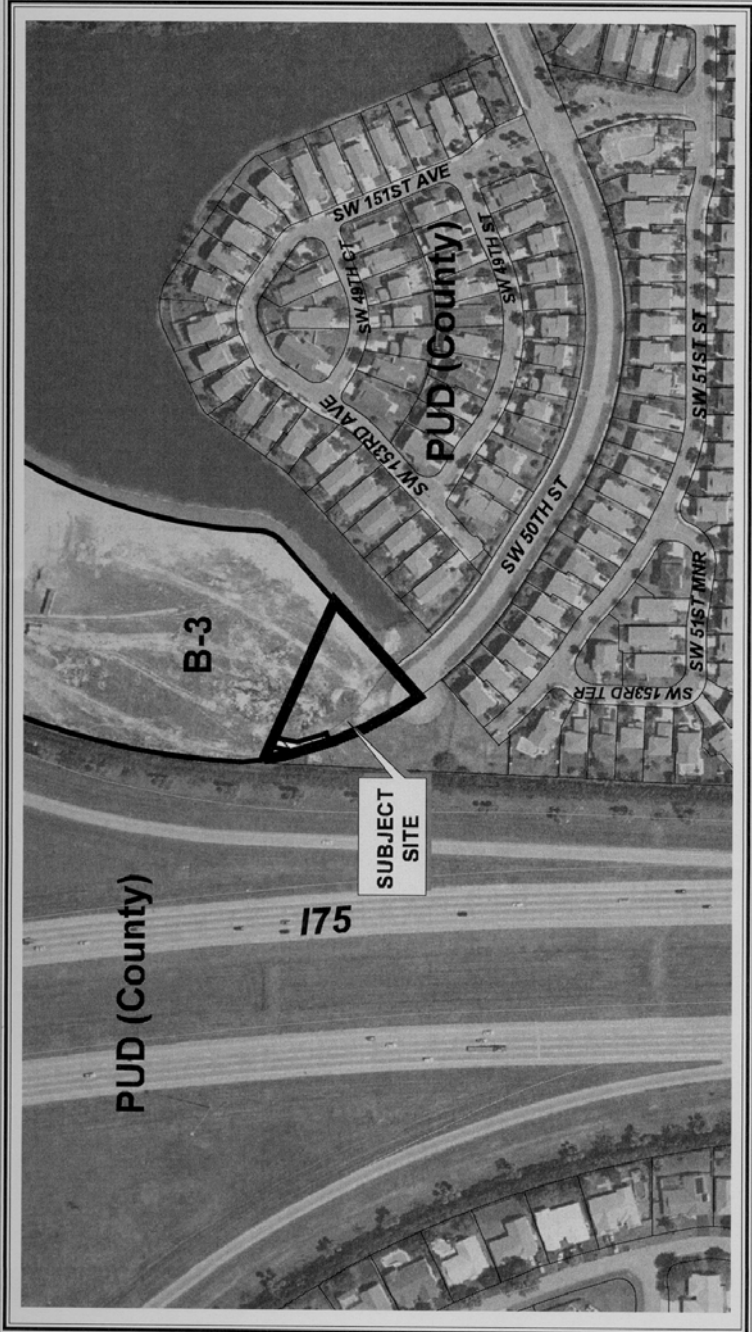 SW 151ST AVE
SW 49TH CT
SW 49TH ST
PUD (County)
SW 153RD AVE
SW 50TH ST
SW 51ST ST
SW 51ST MNR
SW 153RD TER
B-3
SUBJECT
SITE
I75
PUD (County)